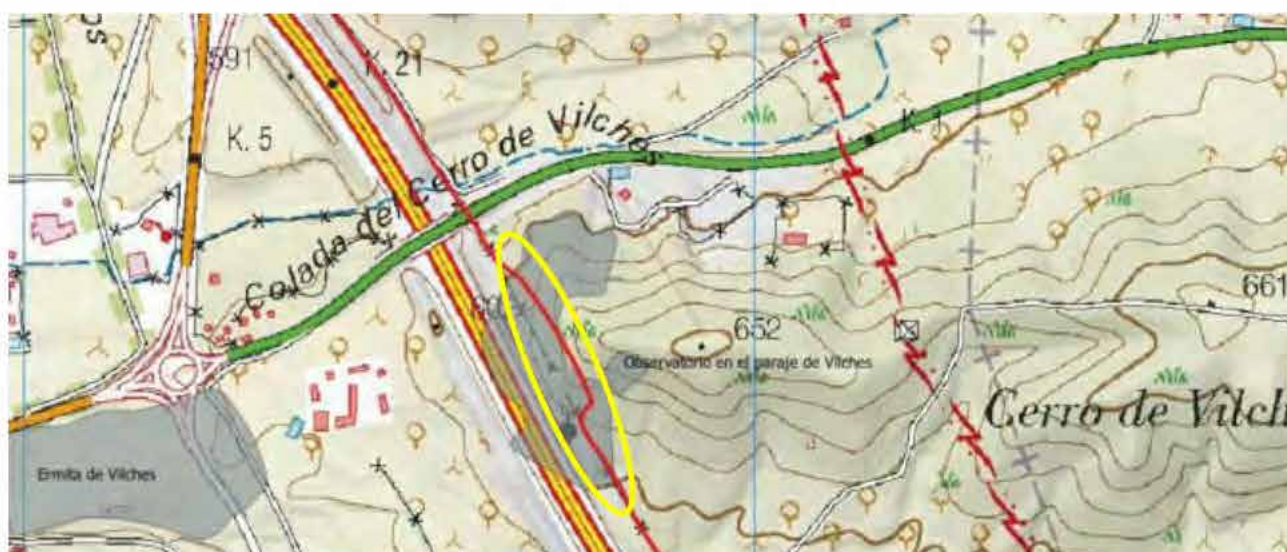 591
K. 21
K. 5
Colada del Cerro de Vilches
K 1
661
652
Observatorio en el paraje de Vilches
Cerro de Vilch
Ermita de Vilches